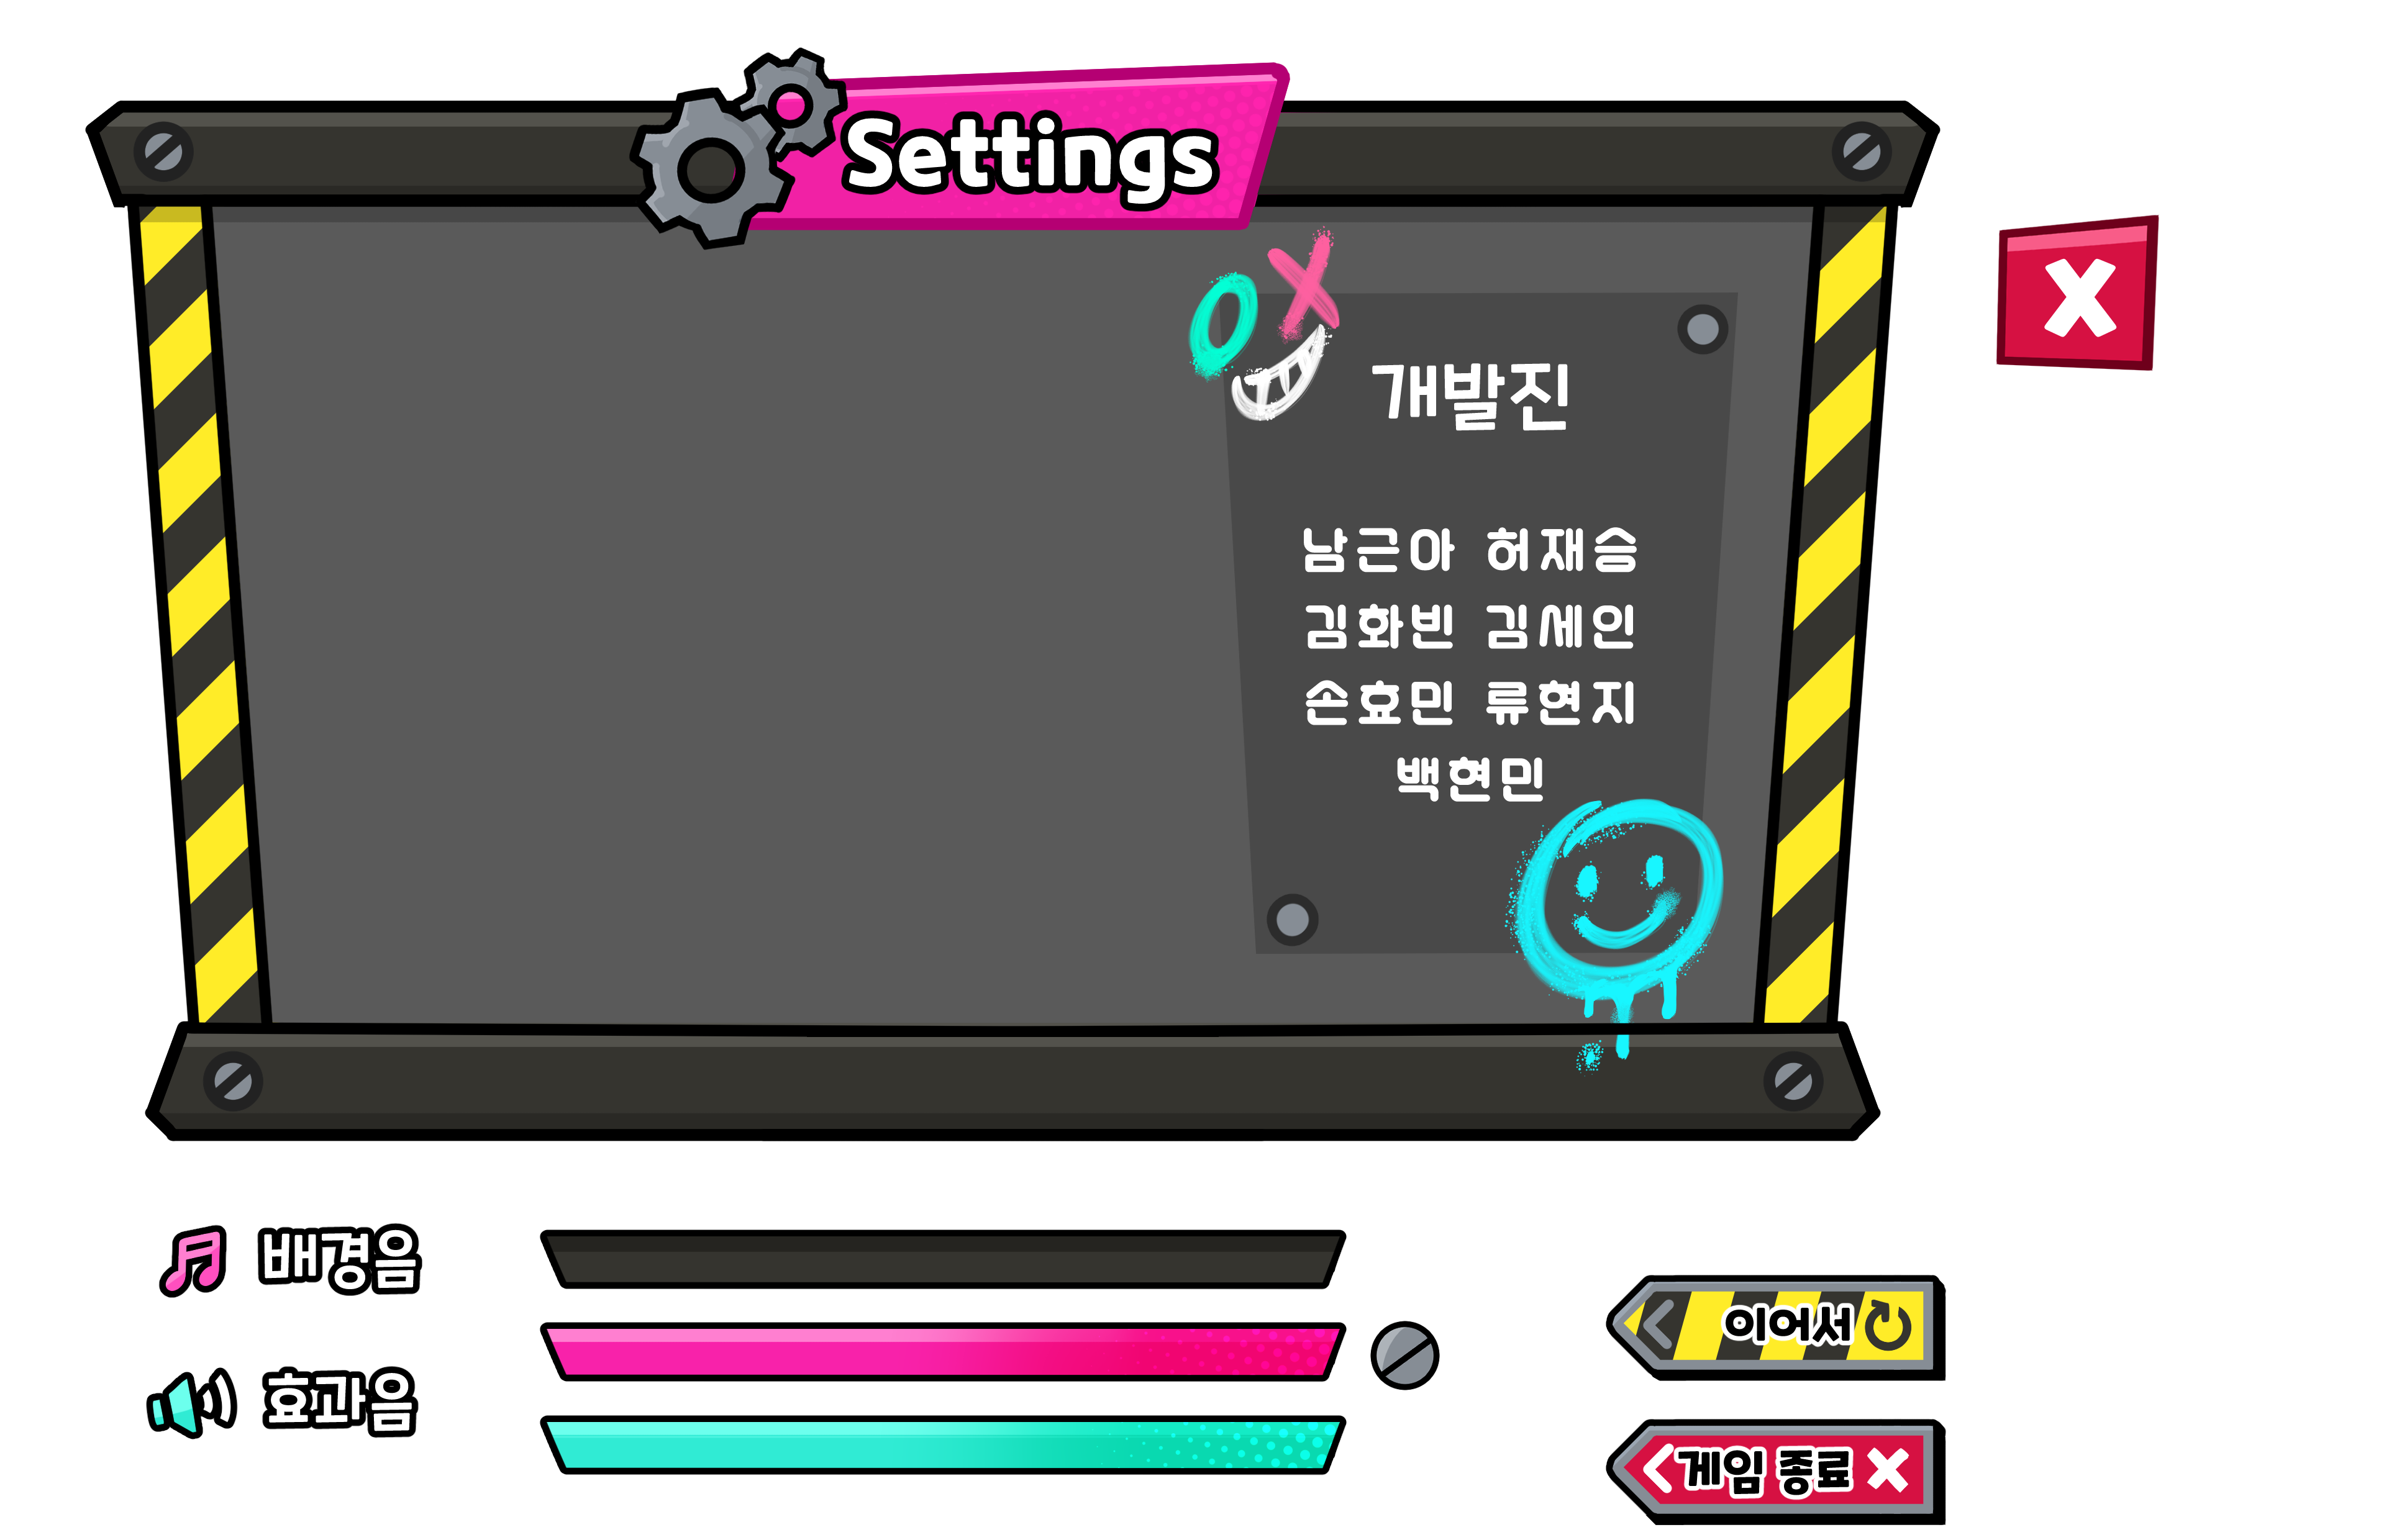 Settings
개발진
남근아 허재승
김화빈 김세인
손효민 류현지
백현민
배경음
효과음
이어서
게임 종료